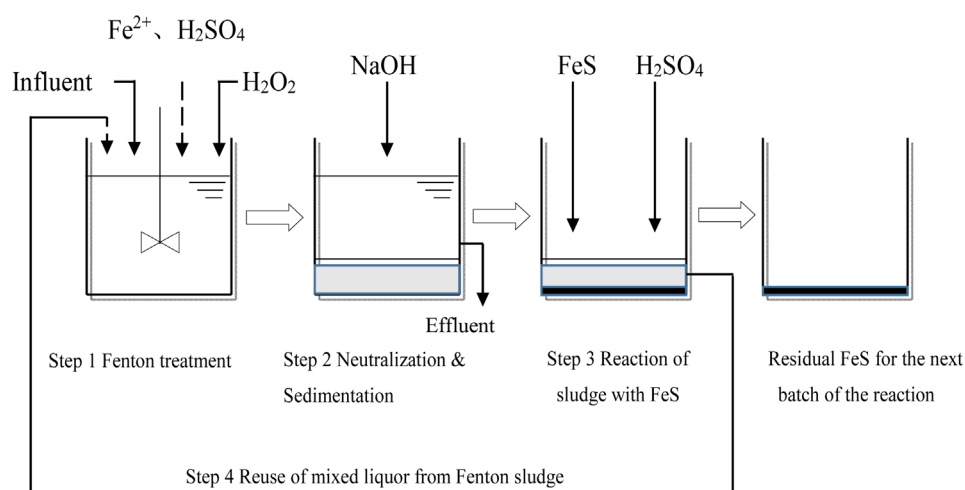 Fe²⁺、H₂SO₄
Influent
H₂O₂
NaOH
FeS
H₂SO₄
Effluent
Step 1 Fenton treatment
Step 2 Neutralization &
Sedimentation
Step 3 Reaction of
sludge with FeS
Residual FeS for the next
batch of the reaction
Step 4 Reuse of mixed liquor from Fenton sludge